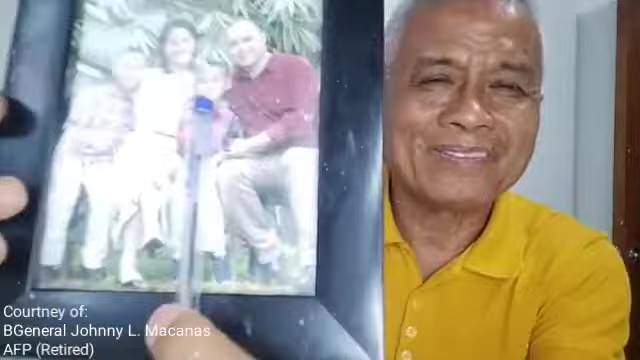 Courtney of:
BGeneral Johnny L. Macanas
AFP (Retired)